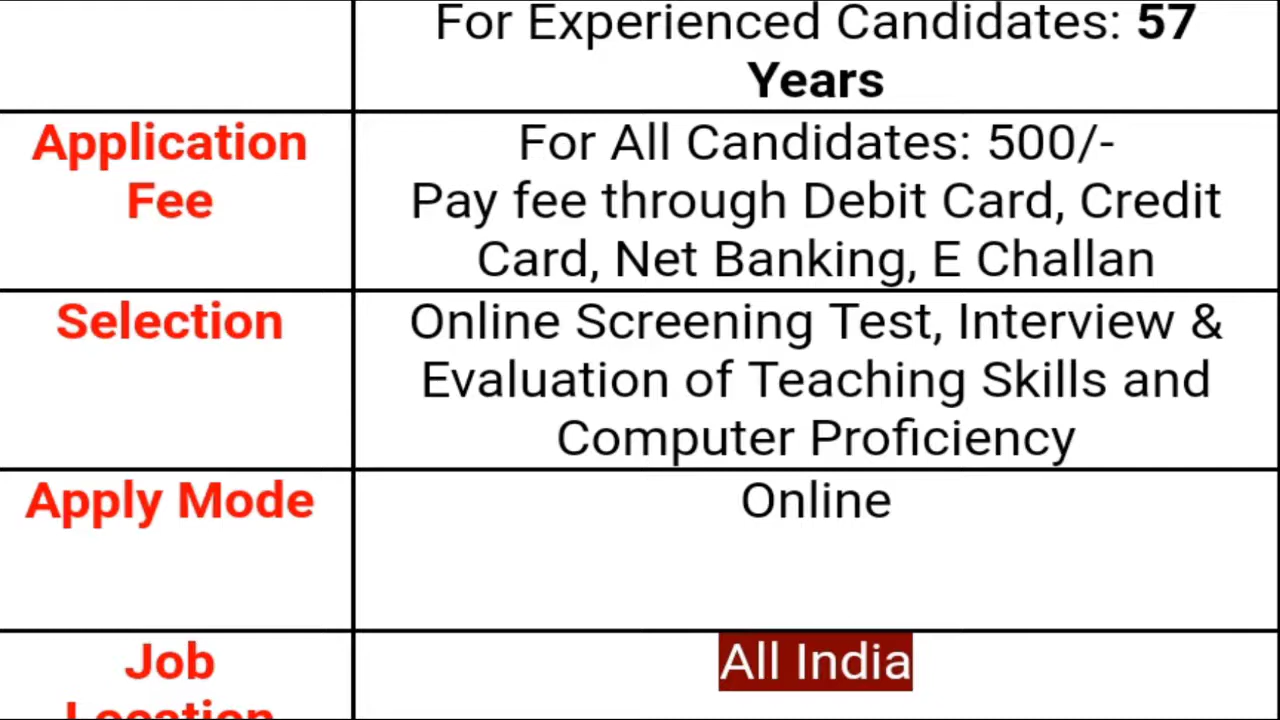 For Experienced Candidates: 57
Years
Application
Fee
For All Candidates: 500/-
Pay fee through Debit Card, Credit
Card, Net Banking, E Challan
Selection
Online Screening Test, Interview &
Evaluation of Teaching Skills and
Computer Proficiency
Apply Mode
Online
Job
Location
All India